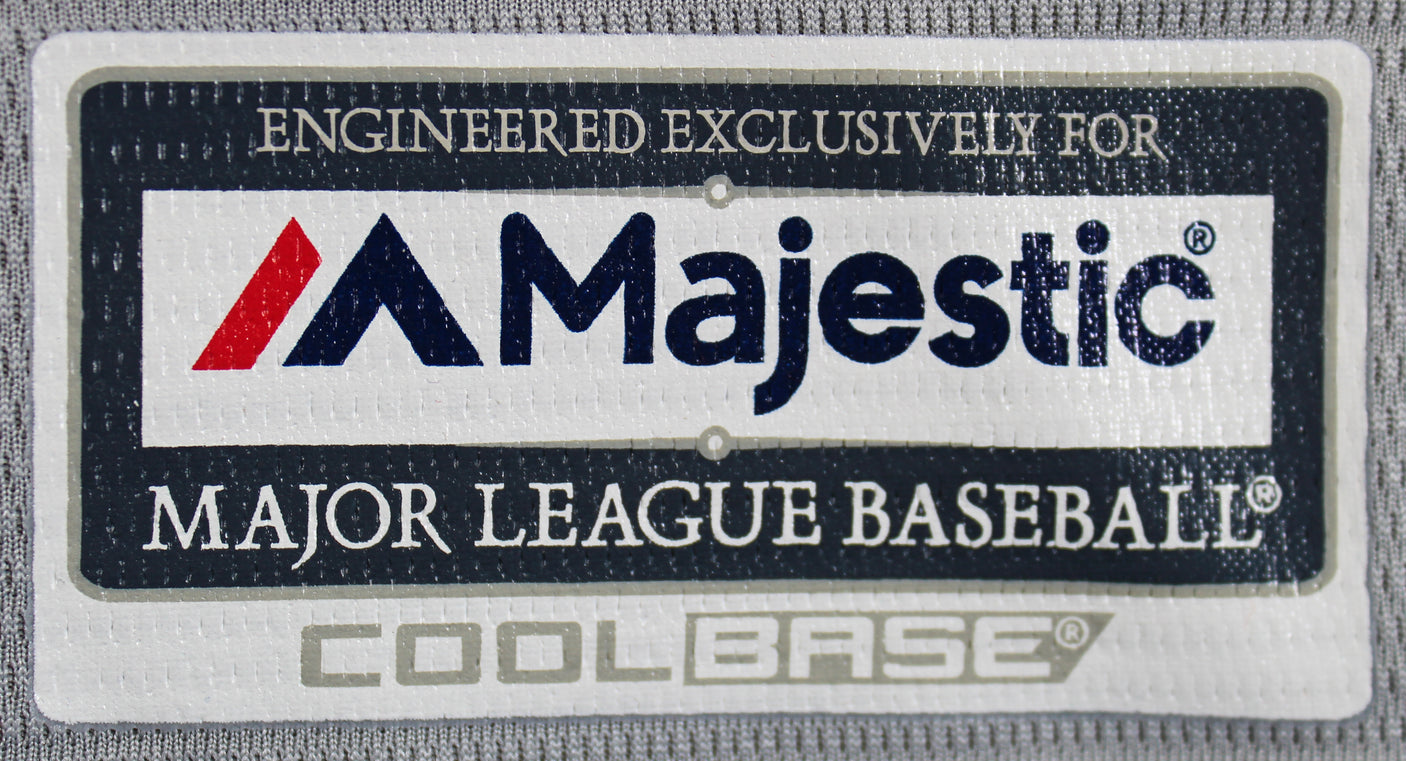 ENGINEERED EXCLUSIVELY FOR
Majestic®
MAJOR LEAGUE BASEBALL®
COOLBASE®